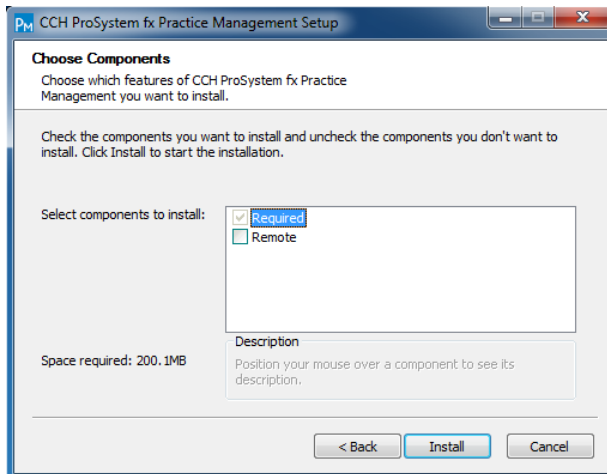 PM CCH ProSystem fx Practice Management Setup
Choose Components
Choose which features of CCH ProSystem fx Practice
Management you want to install.
Check the components you want to install and uncheck the components you don't want to
install. Click Install to start the installation.
Select components to install:
Required
Remote
Space required: 200.1MB
Description
Position your mouse over a component to see its
description.
< Back
Install
Cancel